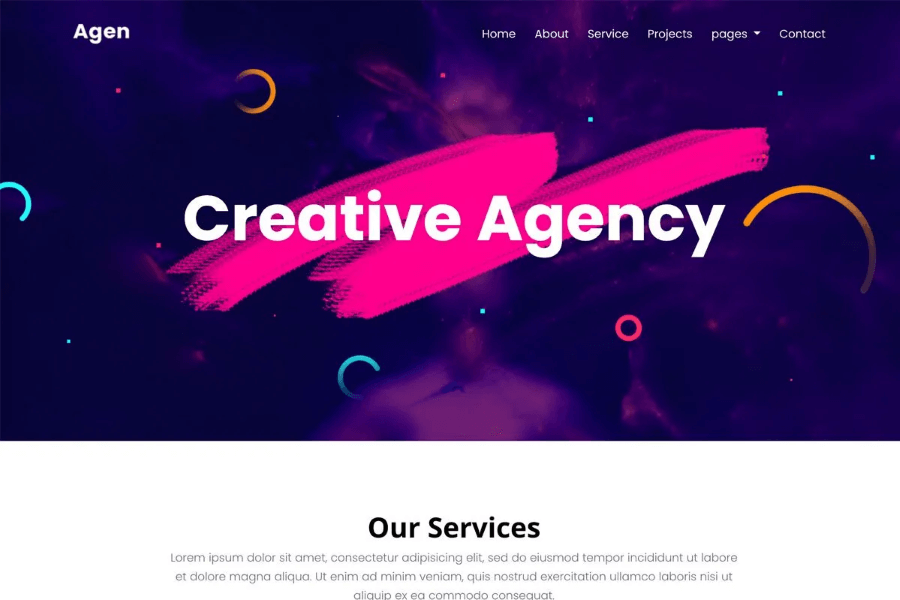 Agen
Home About Service Projects pages Contact
Creative Agency
Our Services
Lorem ipsum dolor sit amet, consectetur adipisicing elit, sed do eiusmod tempor incididunt ut labore
et dolore magna aliqua. Ut enim ad minim veniam, quis nostrud exercitation ullamco laboris nisi ut
aliquip ex ea commodo consequat.